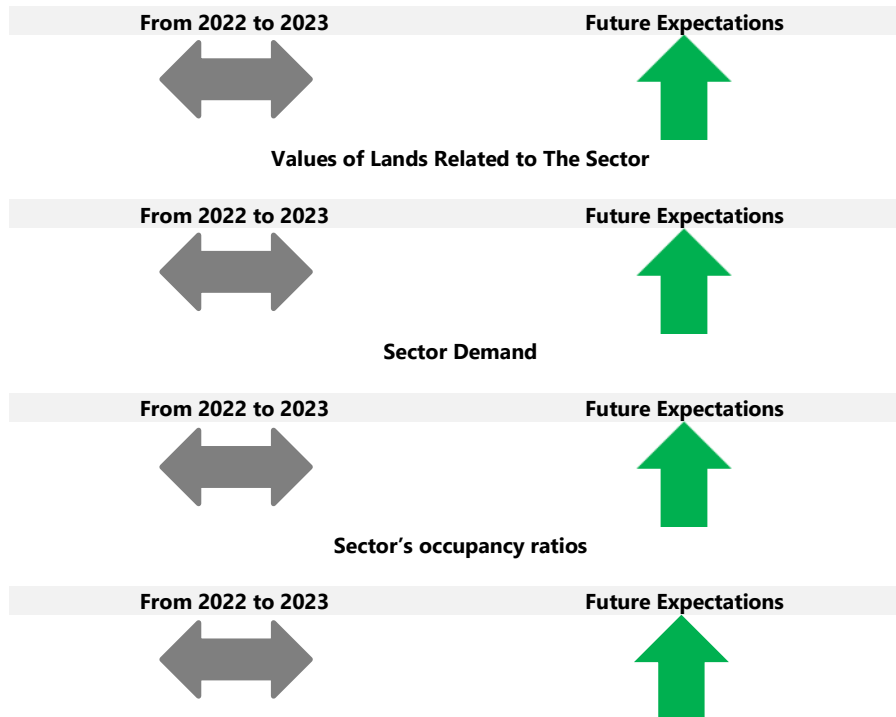 From 2022 to 2023 Future Expectations
Values of Lands Related to The Sector
From 2022 to 2023 Future Expectations
Sector Demand
From 2022 to 2023 Future Expectations
Sector’s occupancy ratios
From 2022 to 2023 Future Expectations